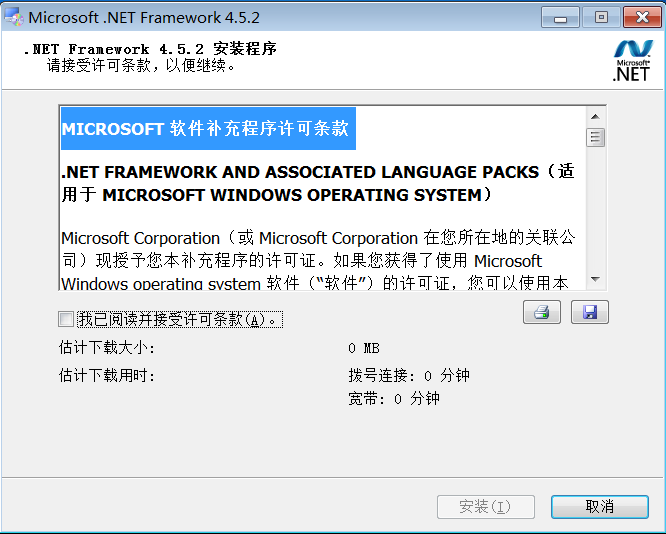 Microsoft .NET Framework 4.5.2
.NET Framework 4.5.2 安装程序
请接受许可条款，以便继续。
Microsoft®
.NET
MICROSOFT 软件补充程序许可条款
.NET FRAMEWORK AND ASSOCIATED LANGUAGE PACKS（适
用于 MICROSOFT WINDOWS OPERATING SYSTEM）
Microsoft Corporation（或 Microsoft Corporation 在您所在地的关联公
司）现授予您本补充程序的许可证。如果您获得了使用 Microsoft
Windows operating system 软件（“软件”）的许可证，您可以使用本
我已阅读并接受许可条款(A)。
估计下载大小:
0 MB
估计下载用时:
拨号连接: 0 分钟
宽带: 0 分钟
安装(I)
取消